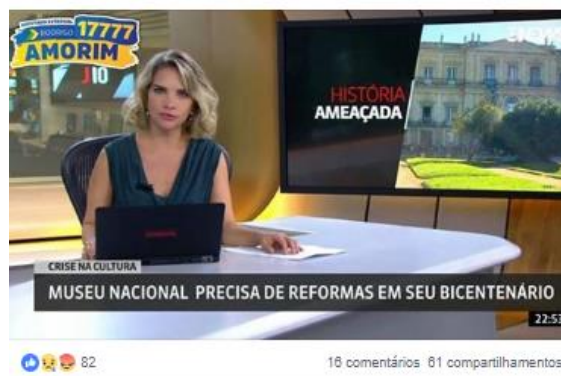 17777
RODRIGO
AMORIM
J10
HISTÓRIA
AMEAÇADA
CRISE NA CULTURA
MUSEU NACIONAL PRECISA DE REFORMAS EM SEU BICENTENÁRIO
22:53
82
16 comentários 61 compartilhamentos